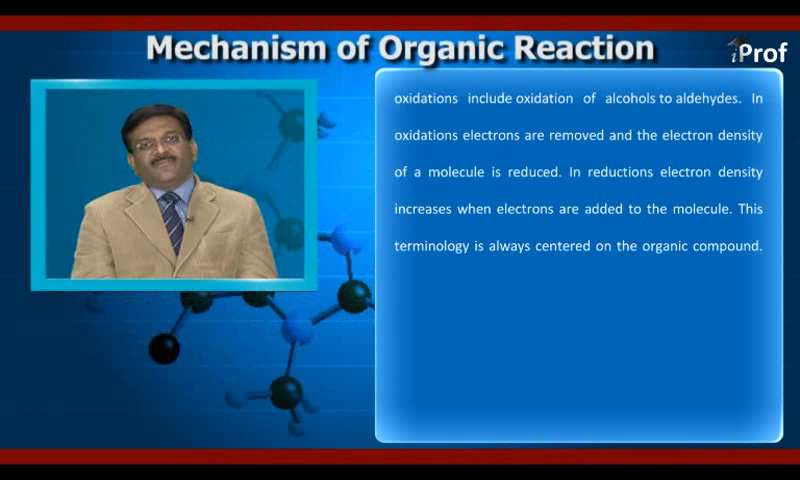 Mechanism of Organic Reaction
iProf
oxidations include oxidation of alcohols to aldehydes. In
oxidations electrons are removed and the electron density
of a molecule is reduced. In reductions electron density
increases when electrons are added to the molecule. This
terminology is always centered on the organic compound.